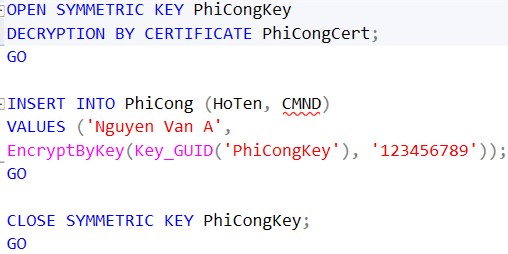 OPEN SYMMETRIC KEY PhiCongKey
DECRYPTION BY CERTIFICATE PhiCongCert;
GO
INSERT INTO PhiCong (HoTen, CMND)
VALUES ('Nguyen Van A',
EncryptByKey(Key_GUID('PhiCongKey'), '123456789'));
GO
CLOSE SYMMETRIC KEY PhiCongKey;
GO